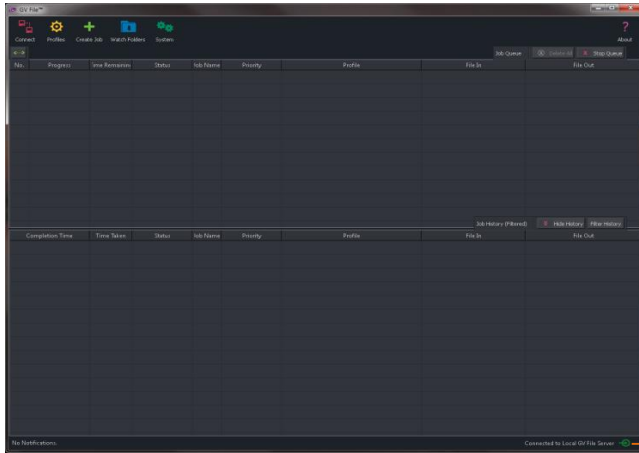 GV File™
Connect Profiles Create Job Watch Folders System About
Job Queue Delete All Stop Queue
No. Progress ime Remainin Status Job Name Priority Profile File In File Out
Job History (Filtered) Hide History Filter History
Completion Time Time Taken Status Job Name Priority Profile File In File Out
No Notifications Connected to Local GV File Server